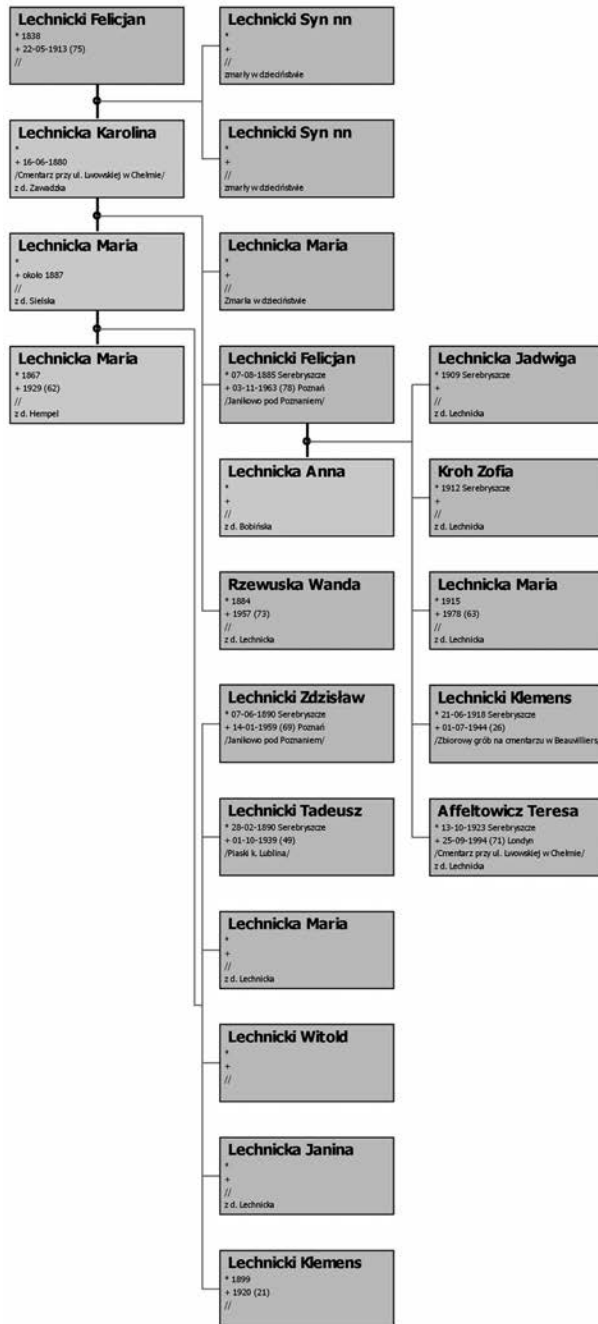 Lechnicki Felicjan
* 1838
+ 22-05-1913 (75)
//
Lechnicka Karolina
*
+ 16-06-1880
/Cmentarz przy ul. Lwowskiej w Chełmie/
z d. Zawadzka
Lechnicka Maria
*
+ około 1887
//
z d. Sielska
Lechnicka Maria
* 1867
+ 1929 (62)
//
z d. Hempel
Lechnicki Syn nn
*
+
//
zmarły w dzieciństwie
Lechnicki Syn nn
*
+
//
zmarły w dzieciństwie
Lechnicka Maria
*
+
//
Zmarła w dzieciństwie
Lechnicki Felicjan
* 07-08-1885 Serebryszcze
+ 03-11-1963 (78) Poznań
/Janikowo pod Poznaniem/
Lechnicka Anna
*
+
//
z d. Bobińska
Rzewuska Wanda
* 1884
+ 1957 (73)
//
z d. Lechnicka
Lechnicki Zdzisław
* 07-06-1890 Serebryszcze
+ 14-01-1959 (69) Poznań
/Janikowo pod Poznaniem/
Lechnicki Tadeusz
* 28-02-1890 Serebryszcze
+ 01-10-1939 (49)
/Piaski k. Lublina/
Lechnicka Maria
*
+
//
z d. Lechnicka
Lechnicki Witold
*
+
//
Lechnicka Janina
*
+
//
z d. Lechnicka
Lechnicki Klemens
* 1899
+ 1920 (21)
//
Lechnicka Jadwiga
* 1909 Serebryszcze
+
//
z d. Lechnicka
Kroh Zofia
* 1912 Serebryszcze
+
//
z d. Lechnicka
Lechnicka Maria
* 1915
+ 1978 (63)
//
z d. Lechnicka
Lechnicki Klemens
* 21-06-1918 Serebryszcze
+ 01-07-1944 (26)
/Zbiorowy grób na cmentarzu w Beauvilliers
Affeltowicz Teresa
* 13-10-1923 Serebryszcze
+ 25-09-1994 (71) Londyn
/Cmentarz przy ul. Lwowskiej w Chełmie/
z d. Lechnicka